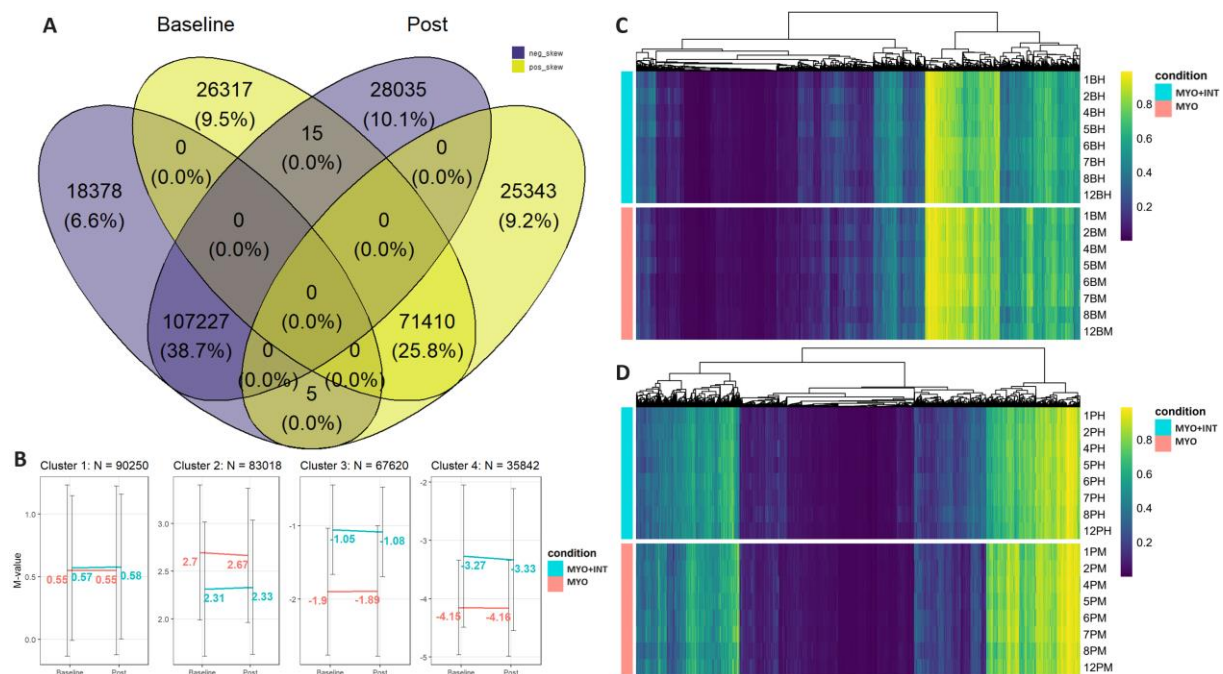 A
Baseline
Post
neg_skew
pos_skew
26317
(9.5%)
28035
(10.1%)
15
(0.0%)
0
(0.0%)
0
(0.0%)
18378
(6.6%)
25343
(9.2%)
0
(0.0%)
0
(0.0%)
0
(0.0%)
107227
(38.7%)
71410
(25.8%)
0
(0.0%)
0
(0.0%)
5
(0.0%)
B
Cluster 1: N = 90250
Cluster 2: N = 83018
Cluster 3: N = 67620
Cluster 4: N = 35842
M-value
1.0
0.5
0.0
0.55
0.57
0.55
0.58
Baseline
Post
3.0
2.5
2.0
2.7
2.67
2.31
2.33
Baseline
Post
-1
-2
-1.05
-1.08
-1.9
-1.89
Baseline
Post
-2
-3
-4
-5
-3.27
-3.33
-4.15
-4.16
Baseline
Post
condition
MYO+INT
MYO
C
1BH
2BH
4BH
5BH
6BH
7BH
8BH
12BH
1BM
2BM
4BM
5BM
6BM
7BM
8BM
12BM
0.8
0.6
0.4
0.2
condition
MYO+INT
MYO
D
1PH
2PH
4PH
5PH
6PH
7PH
8PH
12PH
1PM
2PM
4PM
5PM
6PM
7PM
8PM
12PM
0.8
0.6
0.4
0.2
condition
MYO+INT
MYO